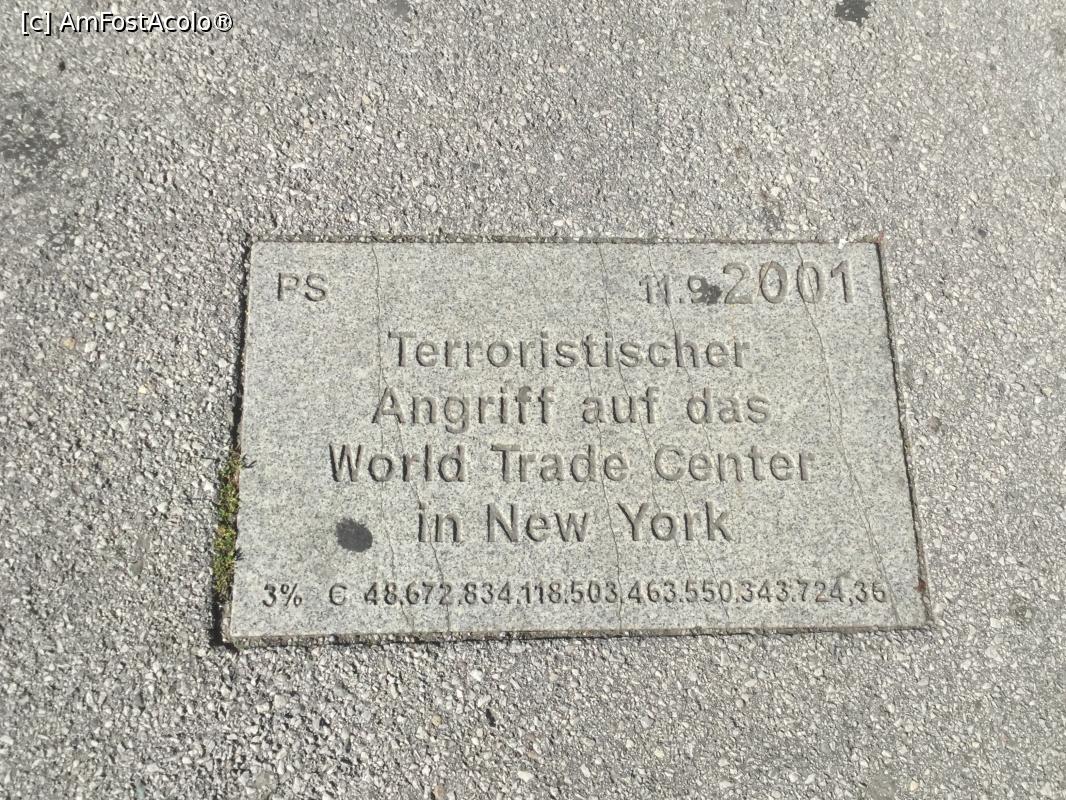 [c] AmFostAcolo®
PS 11.9.2001
Terroristischer
Angriff auf das
World Trade Center
in New York
3% € 48.672.834.118.503.463.550.343.724,36